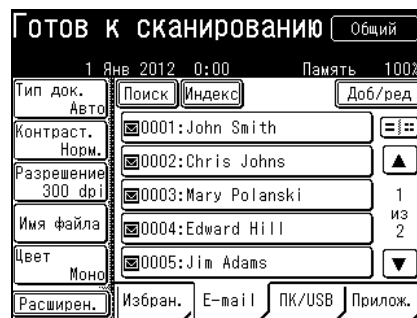 Готов к сканированию Общий
1 Янв 2012 0:00 Память 100%
Тип док.
Авто
Контраст.
Норм.
Разрешение
300 dpi
Имя файла
Цвет
Моно
Расширен.
Поиск Индекс Доб/ред
0001:John Smith
0002:Chris Johns
0003:Mary Polanski
0004:Edward Hill
0005:Jim Adams
1
из
2
Избран. E-mail ПК/USB Прилож.